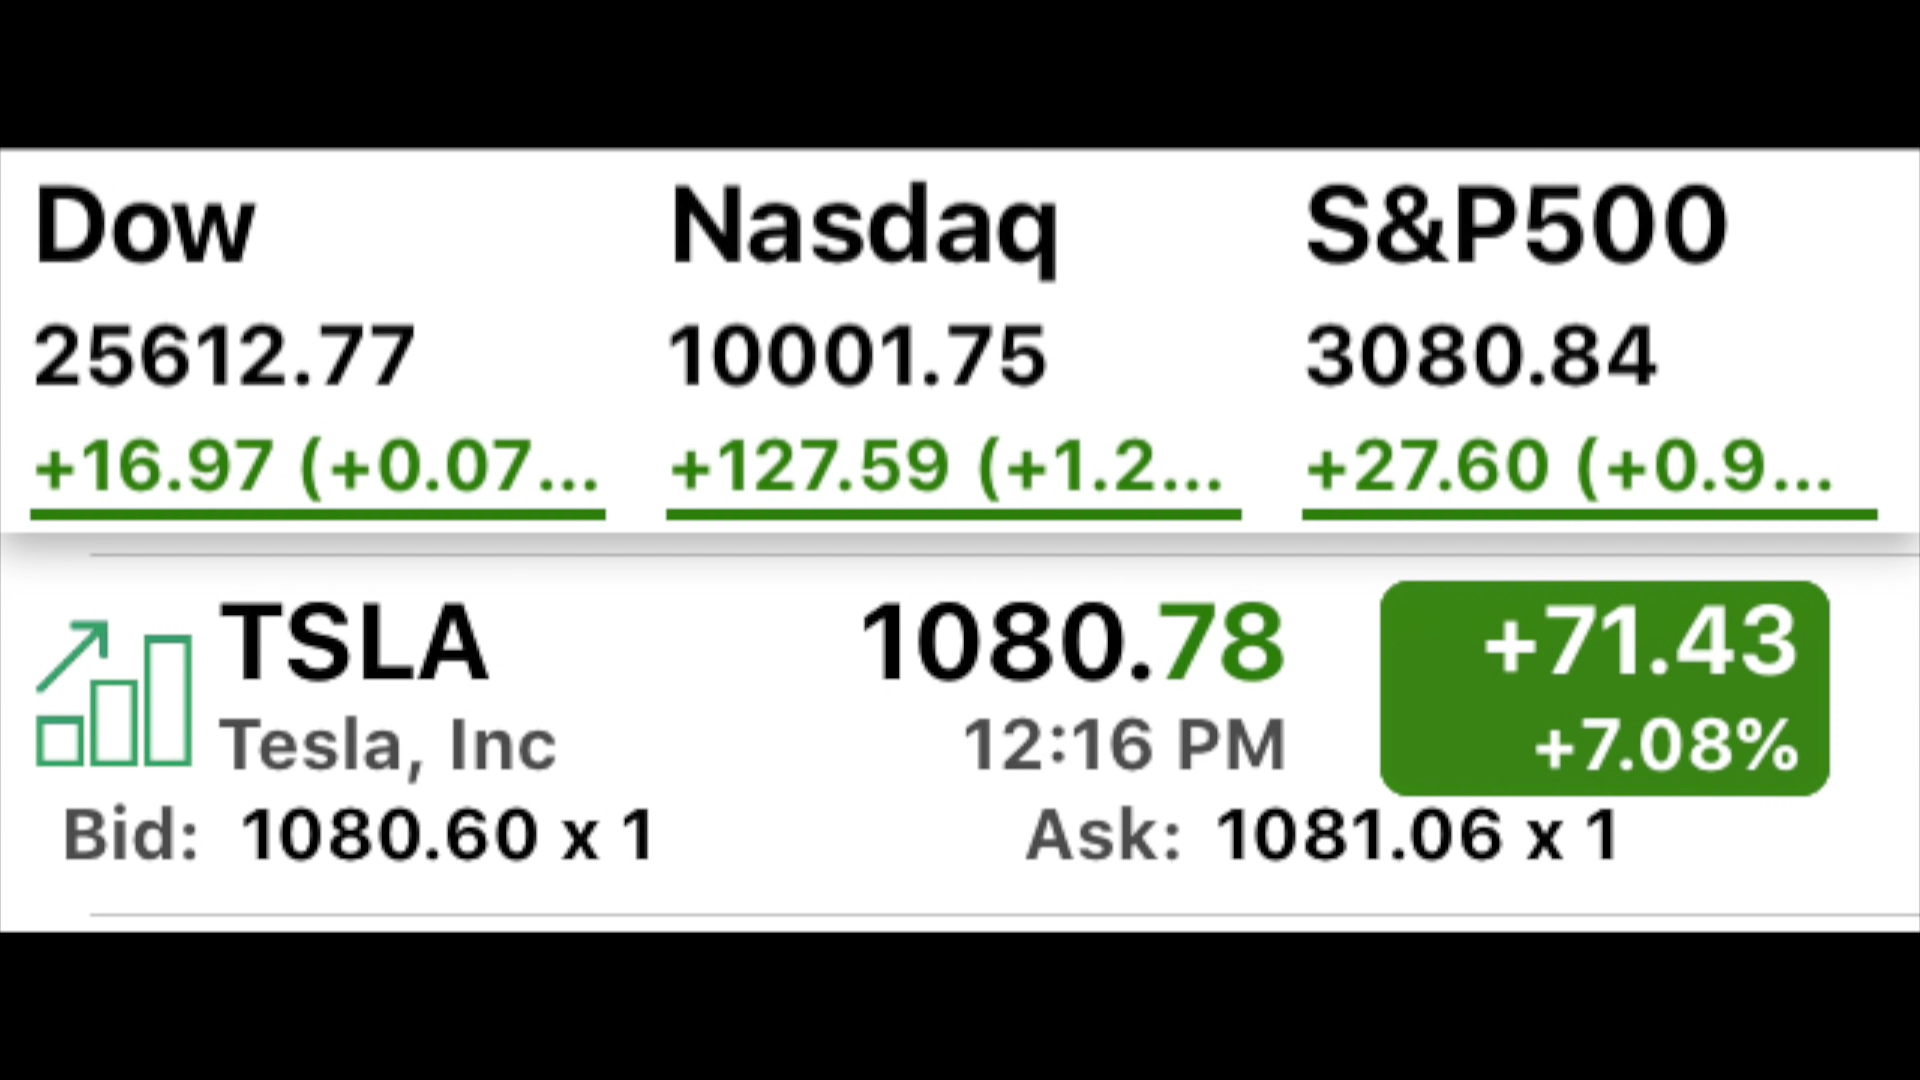 Dow Nasdaq S&P500
25612.77 10001.75 3080.84
+16.97 (+0.07... +127.59 (+1.2... +27.60 (+0.9...
TSLA 1080.78 +71.43
Tesla, Inc 12:16 PM +7.08%
Bid: 1080.60 x 1 Ask: 1081.06 x 1